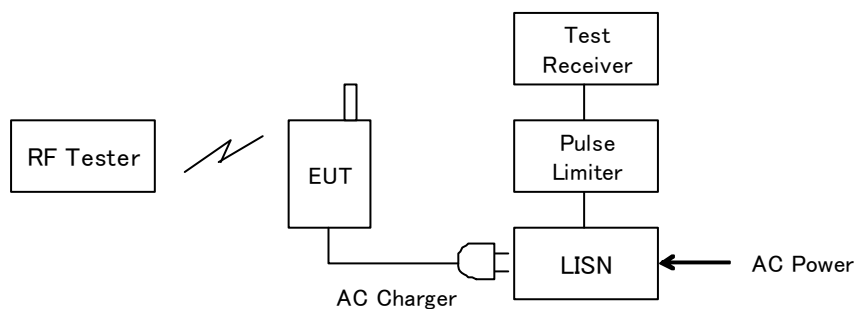 Test
Receiver
RF Tester
EUT
Pulse
Limiter
LISN
AC Power
AC Charger